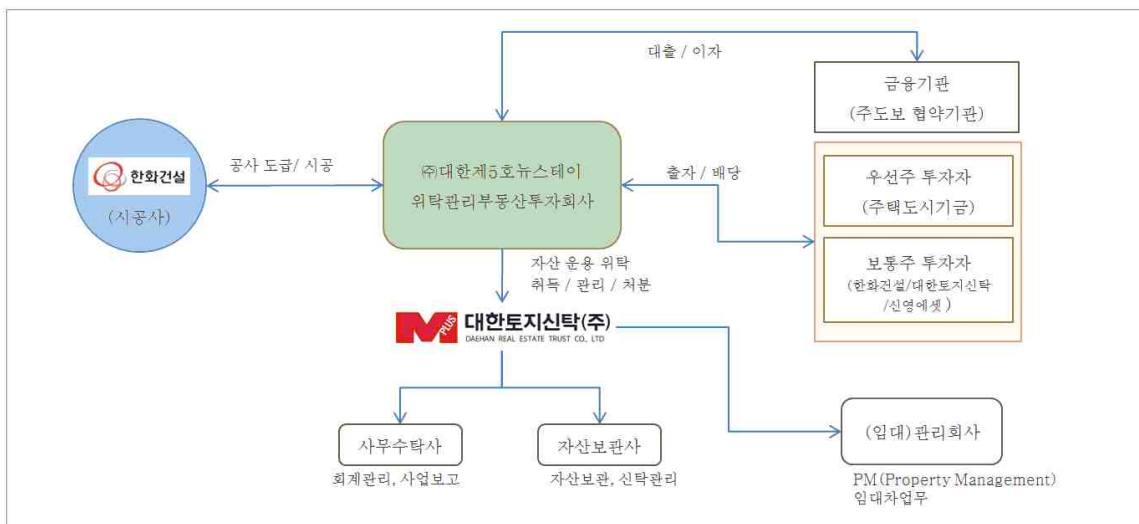 대출 / 이자
금융기관
(주도보 협약기관)
한화건설
(시공사)
공사 도급/ 시공
㈜대한제5호뉴스테이
위탁관리부동산투자회사
출자 / 배당
우선주 투자자
(주택도시기금)
보통주 투자자
(한화건설/대한토지신탁
/신영에셋 )
자산 운용 위탁
취득 / 관리 / 처분
M PLUS 대한토지신탁(주)
DAEHAN REAL ESTATE TRUST CO., LTD
사무수탁사
회계관리, 사업보고
자산보관사
자산보관, 신탁관리
(임대)관리회사
PM(Property Management)
임대차업무